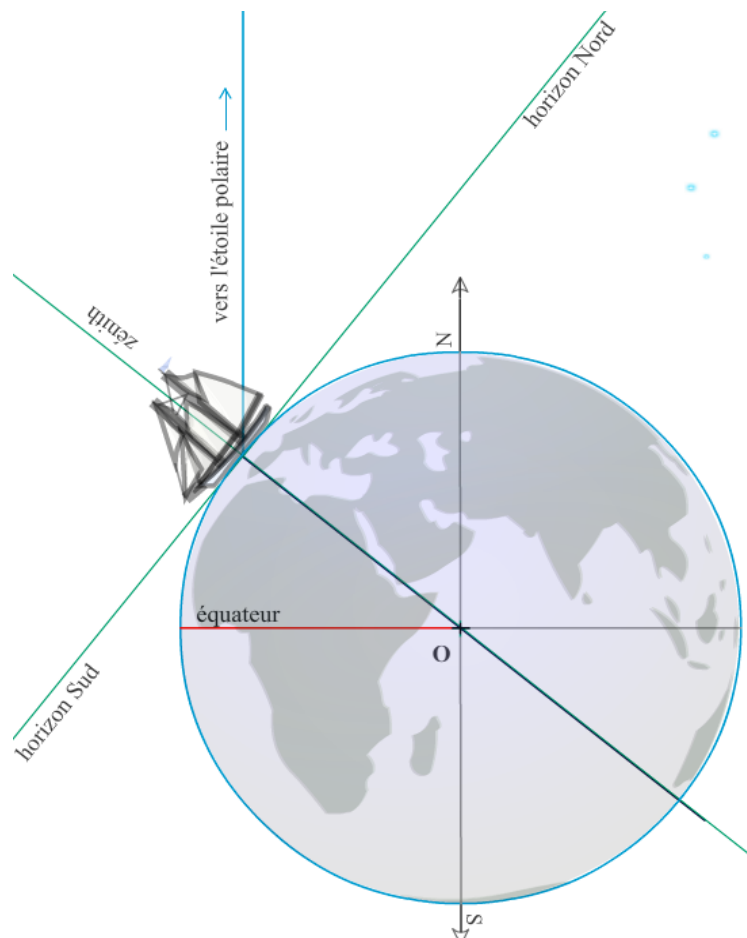 horizon Nord
vers l'étoile polaire
zénith
N
équateur
O
horizon Sud
S